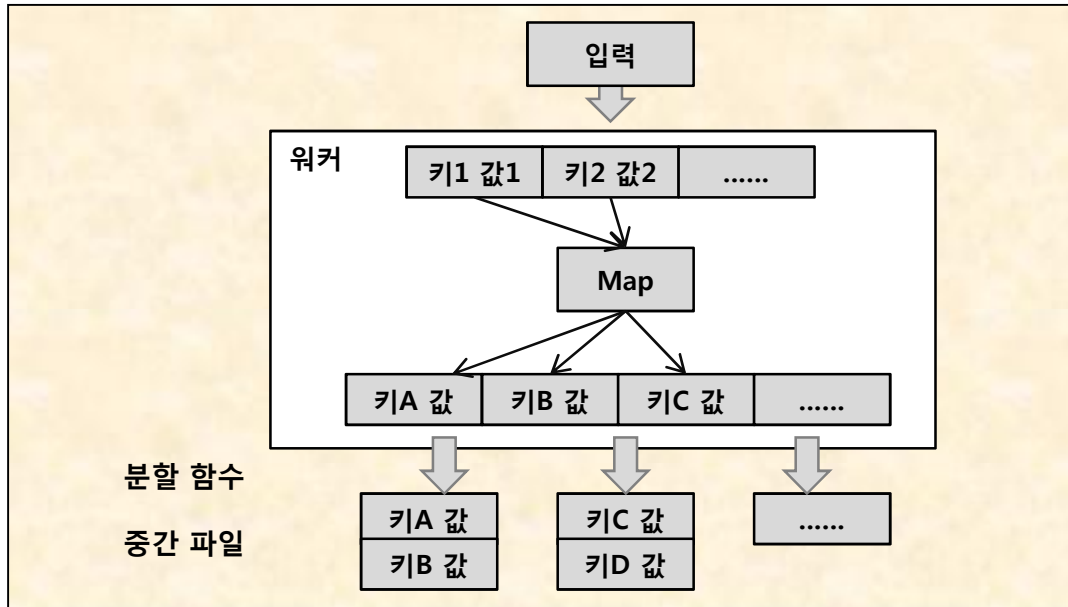 입력
워커
키1 값1 키2 값2 ......
Map
키A 값 키B 값 키C 값 ......
분할 함수
키A 값 키C 값 ......
중간 파일
키B 값 키D 값